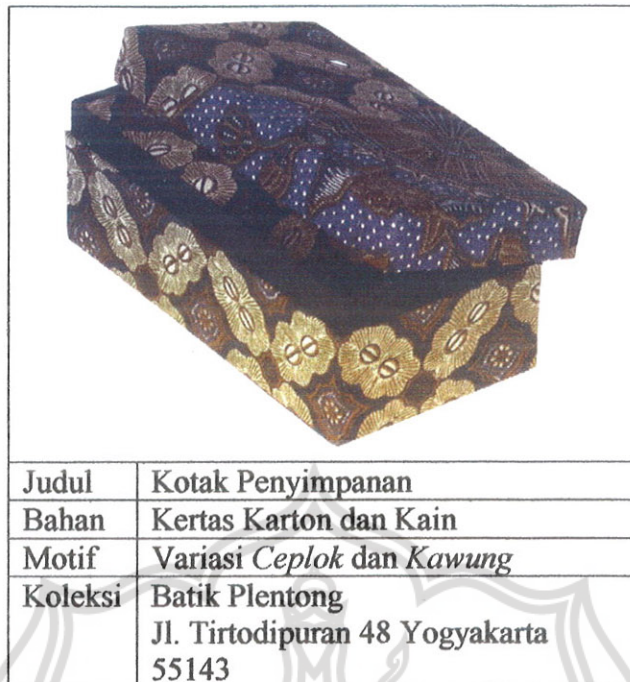 Judul Kotak Penyimpanan
Bahan Kertas Karton dan Kain
Motif Variasi Ceplok dan Kawung
Koleksi Batik Plentong
Jl. Tirtodipuran 48 Yogyakarta
55143